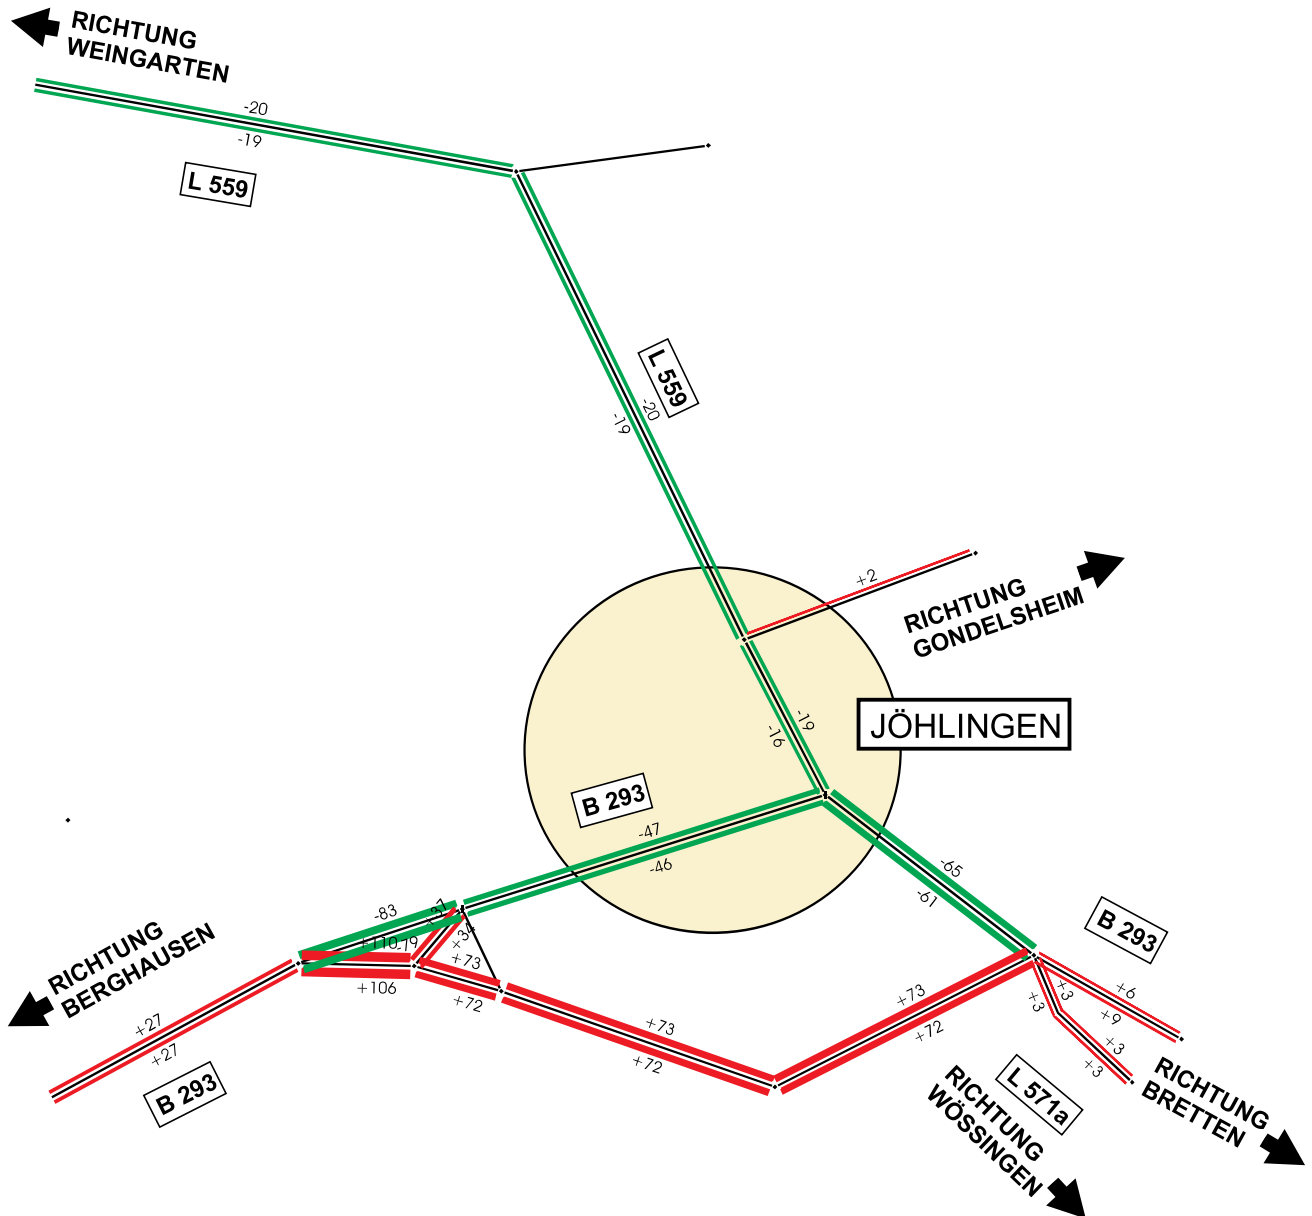 RICHTUNG
WEINGARTEN
-20
-19
L 559
L 559
-20
-19
+2
RICHTUNG
GONDELSHEIM
JÖHLINGEN
-19
-16
B 293
-47
-46
-65
-61
B 293
-83
+110
-79
+34
+73
+106
+72
RICHTUNG
BERGHAUSEN
+27
+27
B 293
+73
+72
+73
+72
+3
+3
+6
+9
+3
+3
L 571a
RICHTUNG
WÖSSINGEN
RICHTUNG
BRETTEN